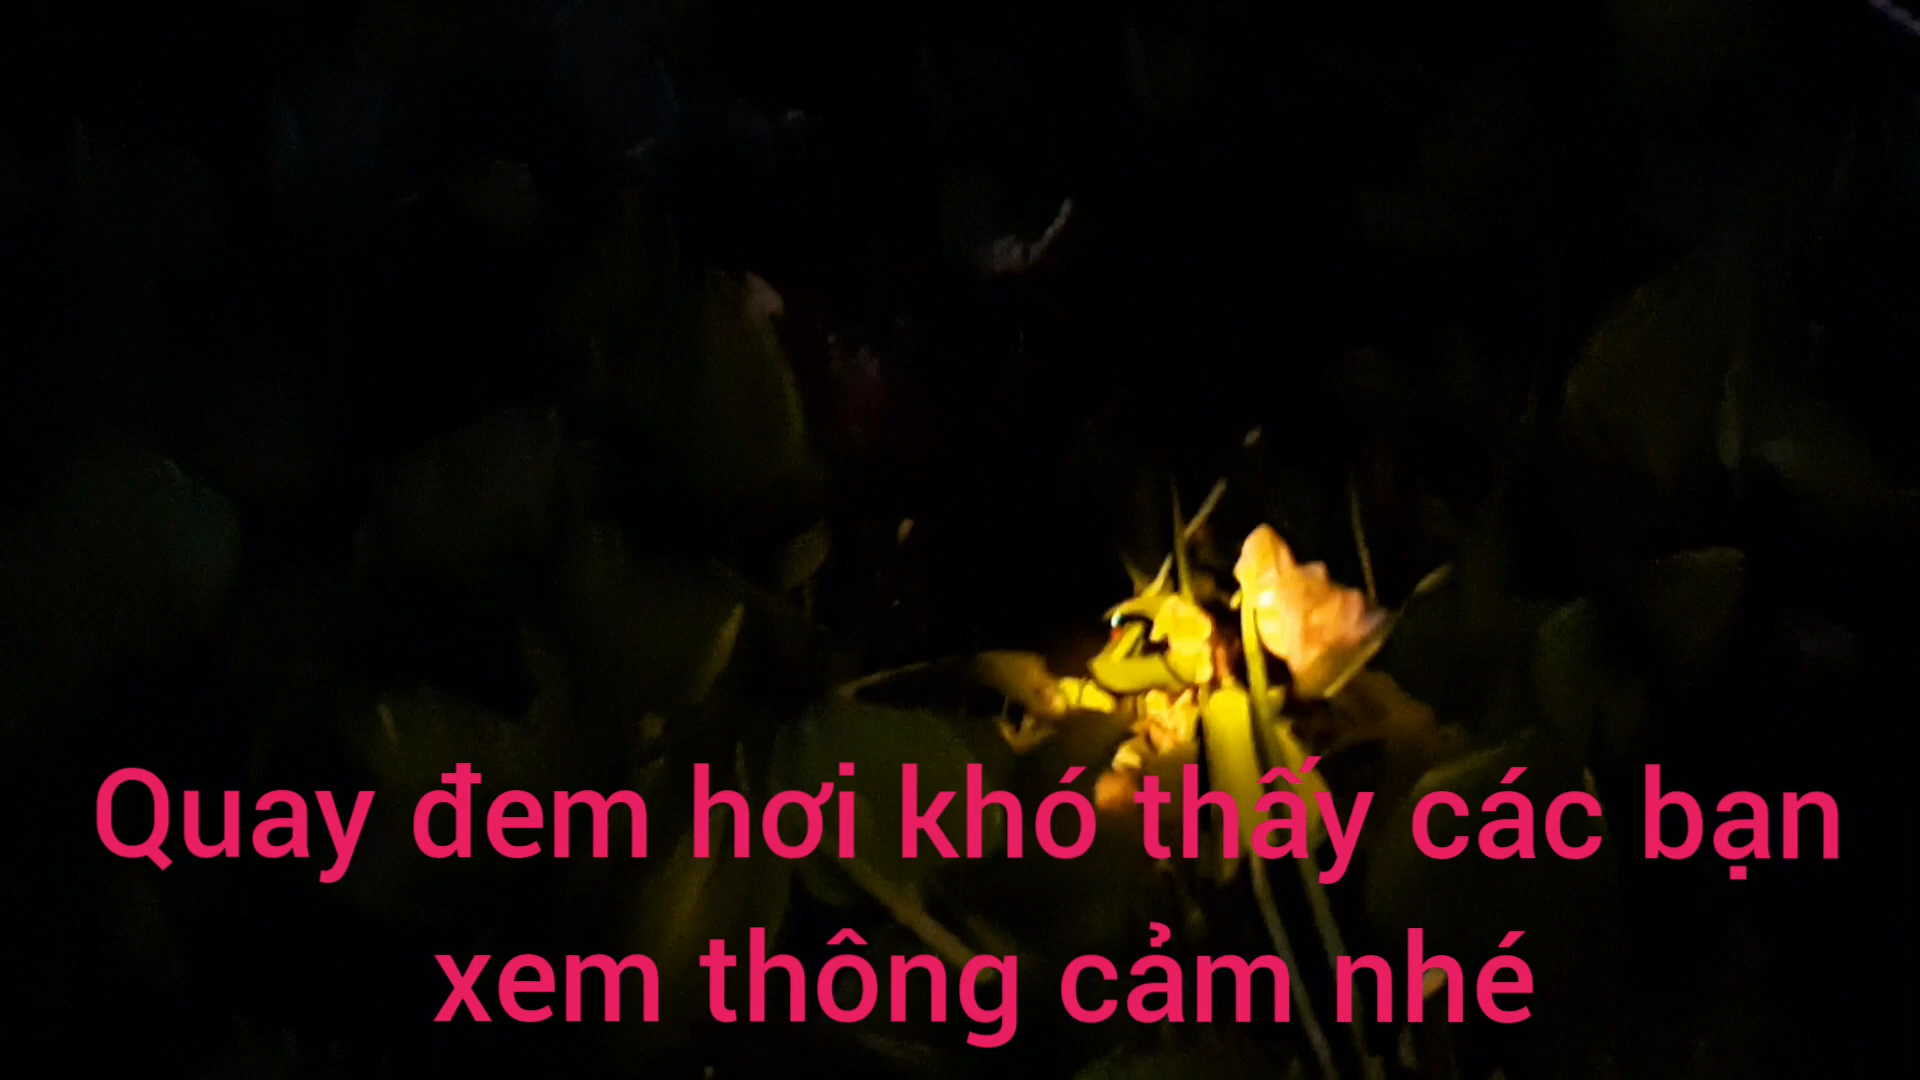 Quay đem hơi khó thấy các bạn
xem thông cảm nhé